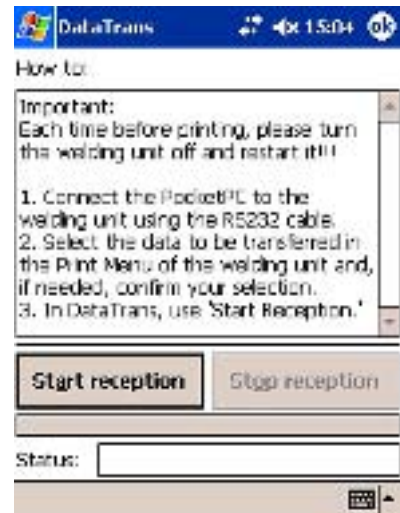 DataTrans 15:04 ok
How to:
Important:
Each time before printing, please turn
the welding unit off and restart it!!!
1. Connect the PocketPC to the
welding unit using the RS232 cable.
2. Select the data to be transferred in
the Print Menu of the welding unit and,
if needed, confirm your selection.
3. In DataTrans, use 'Start Reception.'
Start reception Stop reception
Status: